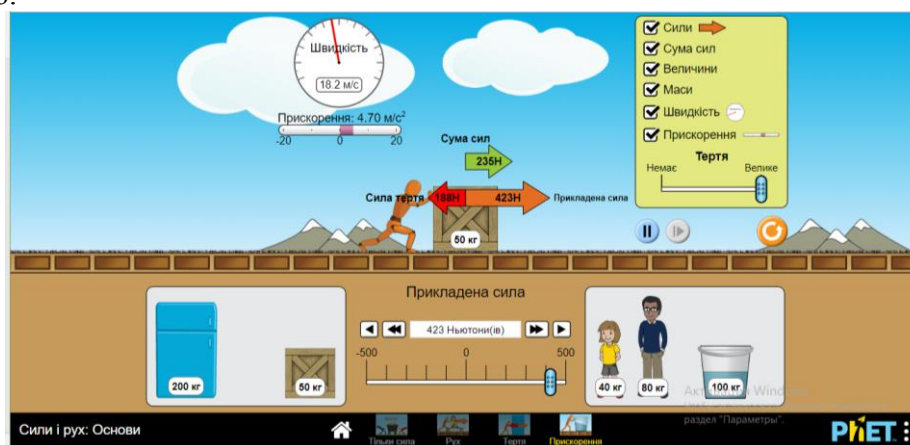 Швидкість
18.2 м/с
Прискорення: 4.70 м/с²
-20 0 20
Сума сил
235Н
Сила тертя
188Н
423Н
Прикладена сила
50 кг
Сили
Сума сил
Величини
Маси
Швидкість
Прискорення
Тертя
Немає Велике
Прикладена сила
423 Ньютони(ів)
-500 0 500
200 кг
50 кг
40 кг
80 кг
100 кг
раздел "Параметры".
Сили і рух: Основи
Тільки сила
Рух
Тертя
Прискорення
PhET